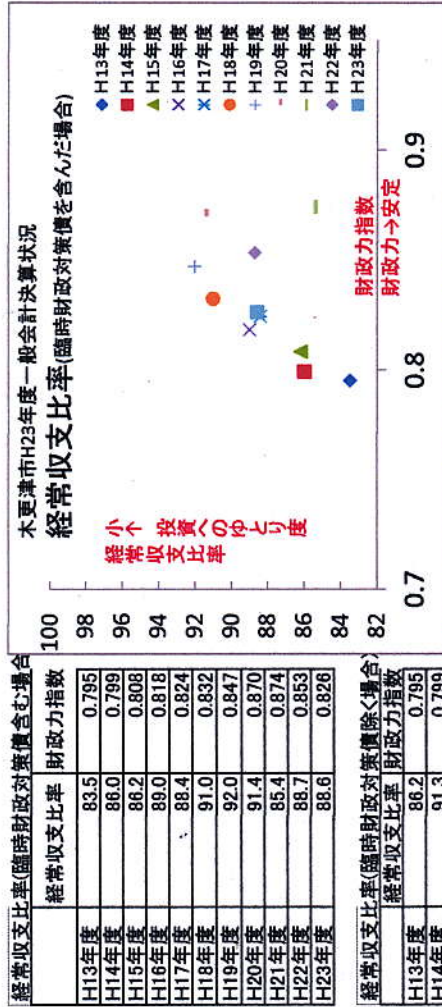 経常収支比率(臨時財政対策債含む場合
経常収支比率 財政力指数
H13年度 83.5 0.795
H14年度 86.0 0.799
H15年度 86.2 0.808
H16年度 89.0 0.818
H17年度 88.4 0.824
H18年度 91.0 0.832
H19年度 92.0 0.847
H20年度 91.4 0.870
H21年度 85.4 0.874
H22年度 88.7 0.853
H23年度 88.6 0.826
経常収支比率(臨時財政対策債除く場合)
経常収支比率 財政力指数
H13年度 86.2 0.795
H14年度 91.3 0.799
木更津市H23年度一般会計決算状況
経常収支比率(臨時財政対策債を含んだ場合)
100
98
96
94
92
90
88
86
84
82
0.7 0.8 0.9
小↑ 投資へのゆとり度
経常収支比率
財政力指数
財政力→安定
H13年度
H14年度
H15年度
H16年度
H17年度
H18年度
H19年度
H20年度
H21年度
H22年度
H23年度